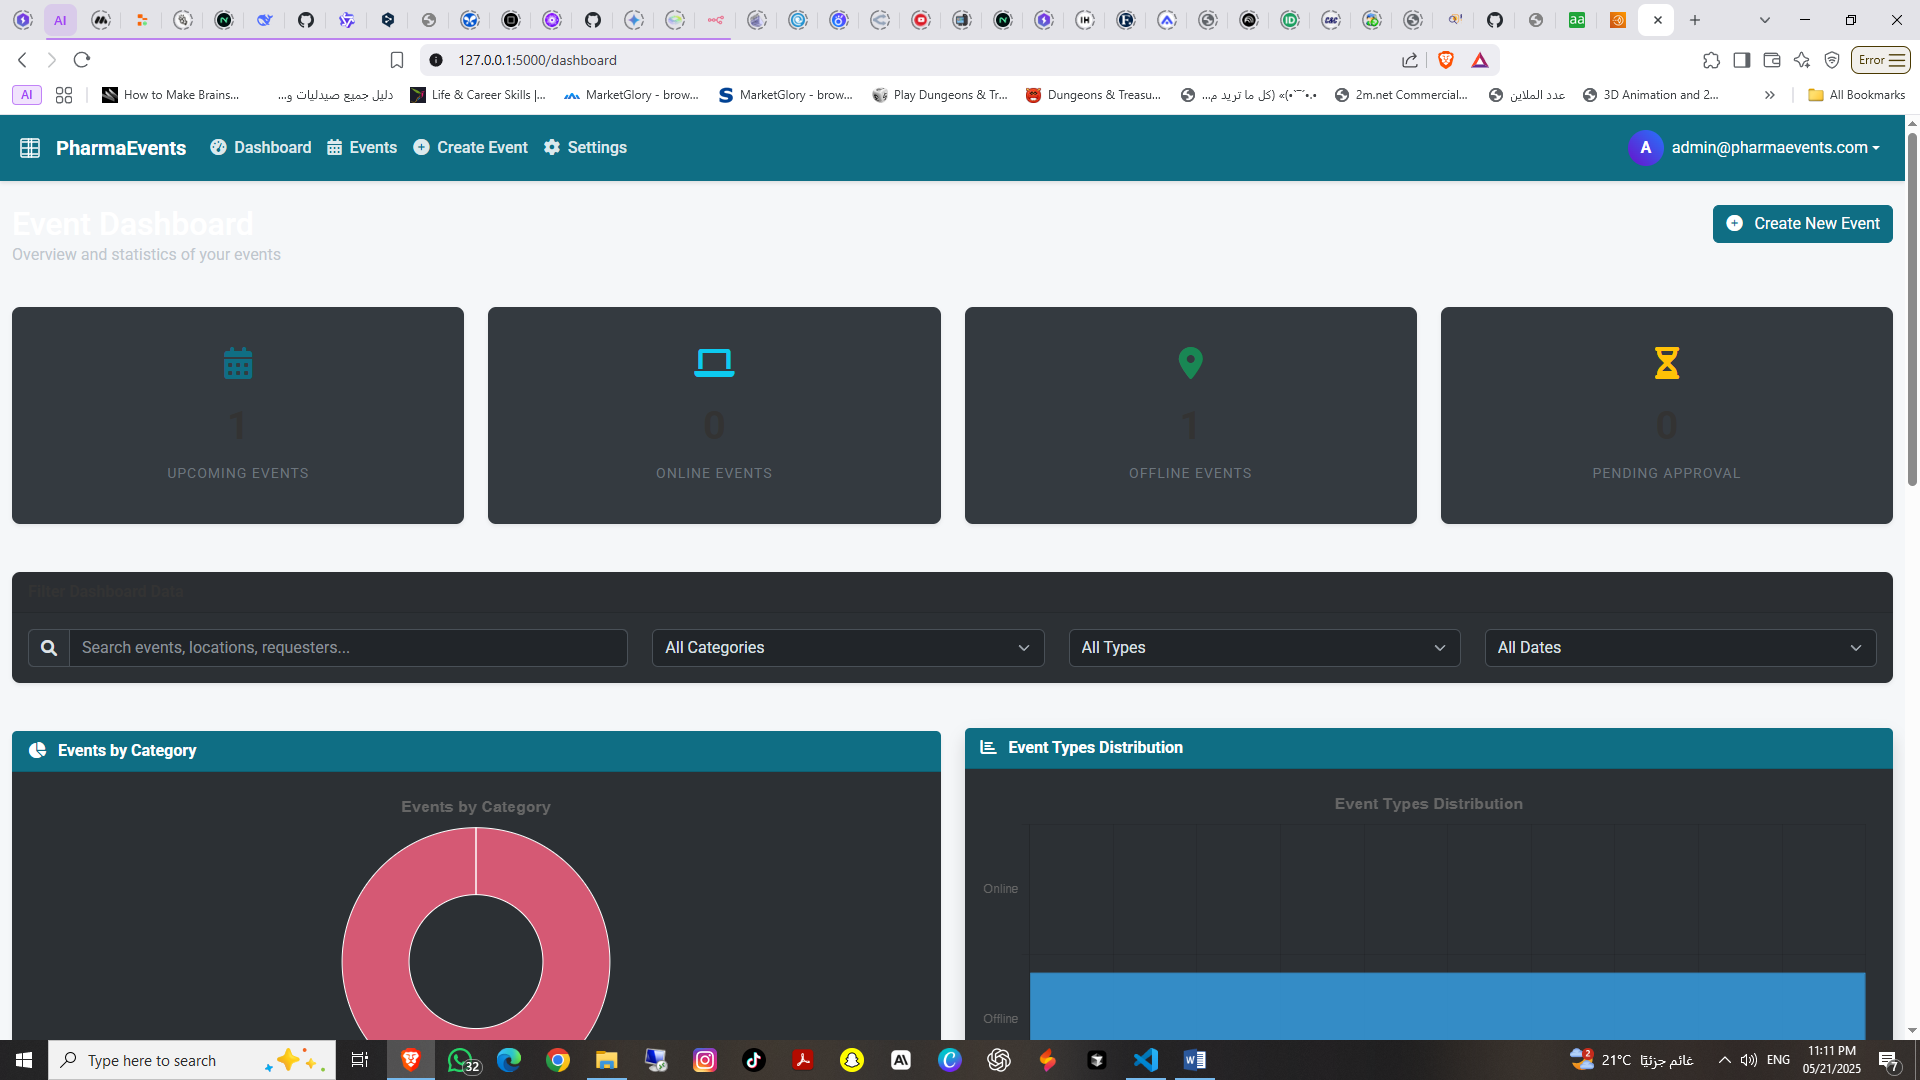 AI
aa
127.0.0.1:5000/dashboard
Error
AI
How to Make Brains...
دليل جميع صيدليات و...
Life & Career Skills |...
MarketGlory - brow...
MarketGlory - brow...
Play Dungeons & Tr...
Dungeons & Treasu...
•.•°¯`•) «(كل ما تريد م...
2m.net Commercial...
عدد الملاين
3D Animation and 2...
All Bookmarks
PharmaEvents
Dashboard
Events
Create Event
Settings
A
admin@pharmaevents.com
Event Dashboard
Create New Event
Overview and statistics of your events
1
0
1
0
UPCOMING EVENTS
ONLINE EVENTS
OFFLINE EVENTS
PENDING APPROVAL
Filter Dashboard Data
Search events, locations, requesters...
All Categories
All Types
All Dates
Events by Category
Event Types Distribution
Events by Category
Event Types Distribution
Online
Offline
Type here to search
32
2
21°C
غائم جزئيًا
ENG
11:11 PM
05/21/2025
7